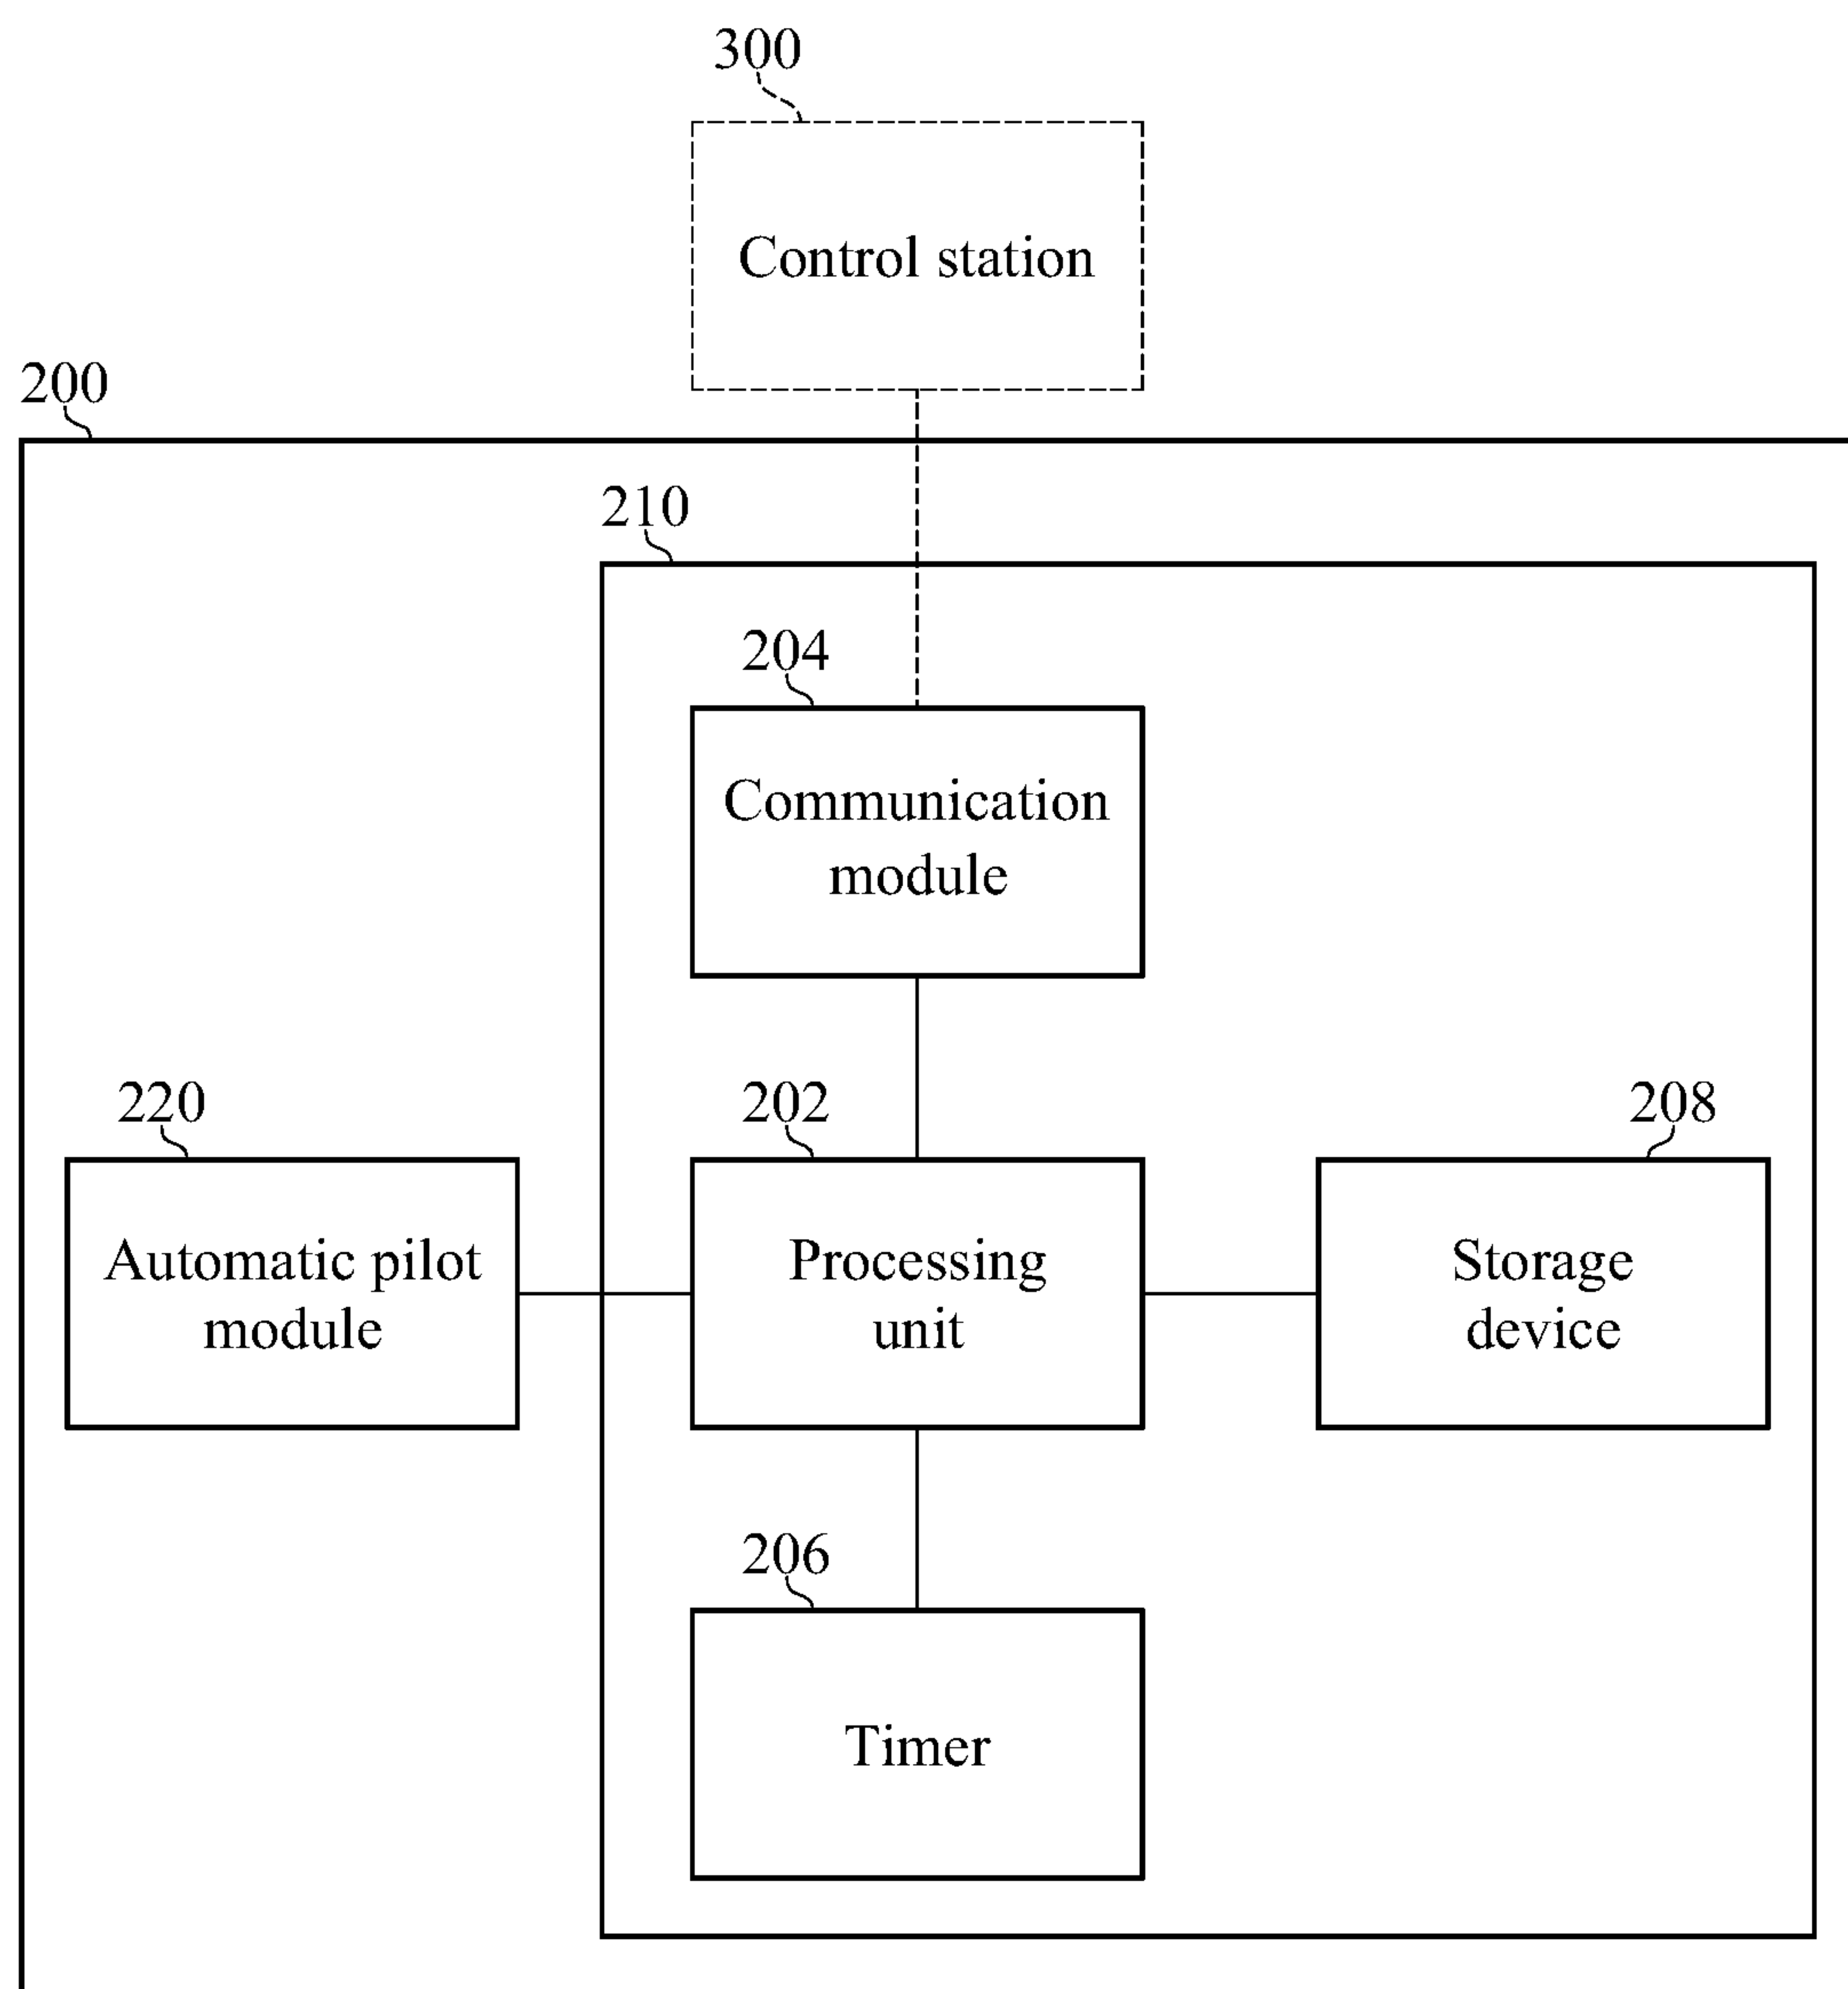 300
Control station
200
210
204
Communication
module
220
202
208
Automatic pilot
module
Processing
unit
Storage
device
206
Timer